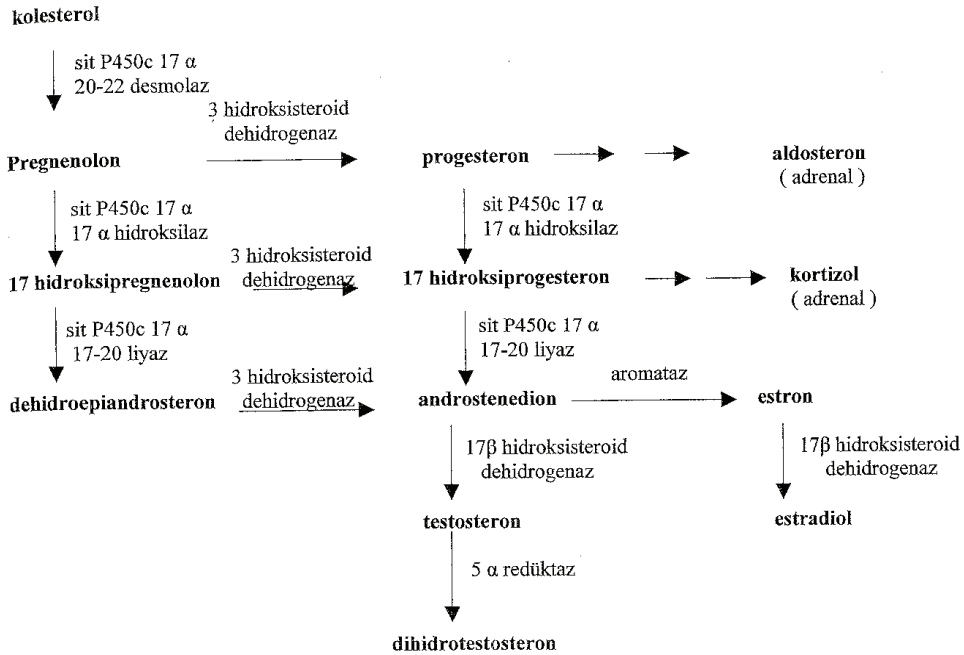 kolesterol
sit P450c 17 α
20-22 desmolaz
3 hidroksisteroid
dehidrogenaz
Pregnenolon
progesteron
aldosteron
( adrenal )
sit P450c 17 α
17 α hidroksilaz
sit P450c 17 α
17 α hidroksilaz
3 hidroksisteroid
dehidrogenaz
17 hidroksipregnenolon
17 hidroksiprogesteron
kortizol
( adrenal )
sit P450c 17 α
17-20 liyaz
sit P450c 17 α
17-20 liyaz
3 hidroksisteroid
dehidrogenaz
aromataz
dehidroepiandrosteron
androstenedion
estron
17β hidroksisteroid
dehidrogenaz
17β hidroksisteroid
dehidrogenaz
testosteron
estradiol
5 α redüktaz
dihidrotestosteron